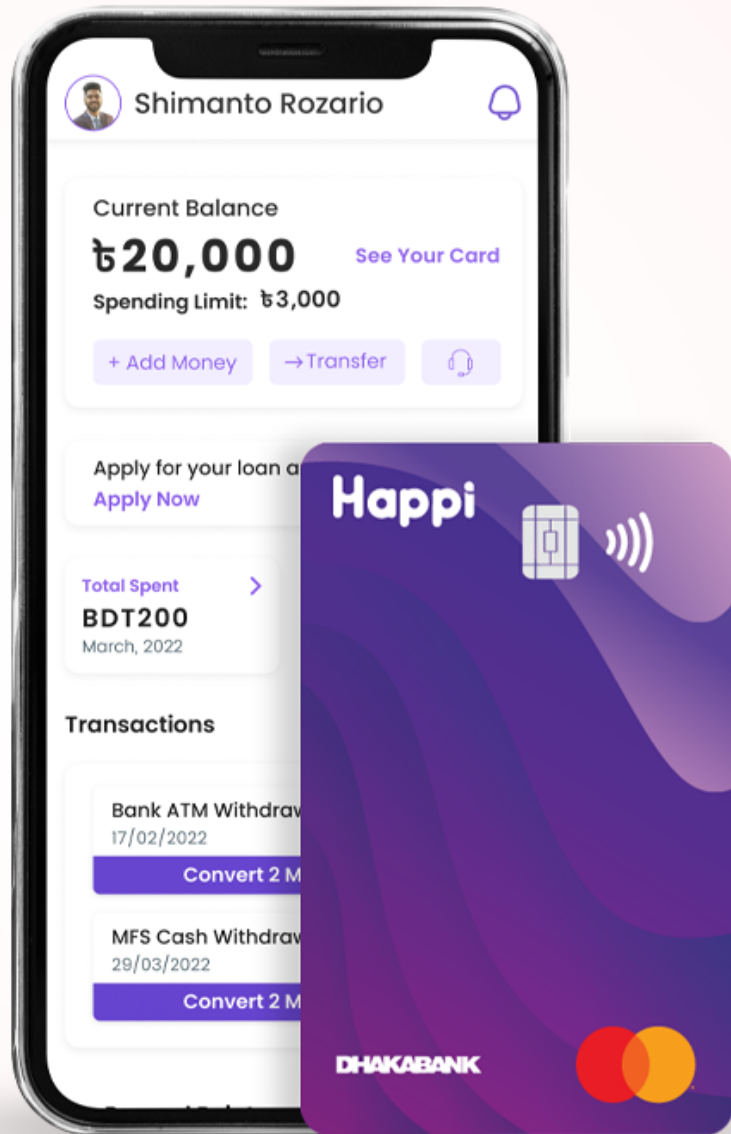 Shimanto Rozario
Current Balance
৳20,000
See Your Card
Spending Limit: ৳3,000
+ Add Money
→Transfer
Apply for your loan a
Apply Now
Total Spent
BDT200
March, 2022
Transactions
Bank ATM Withdraw
17/02/2022
Convert 2 M
MFS Cash Withdraw
29/03/2022
Convert 2 M
Happi
DHAKABANK